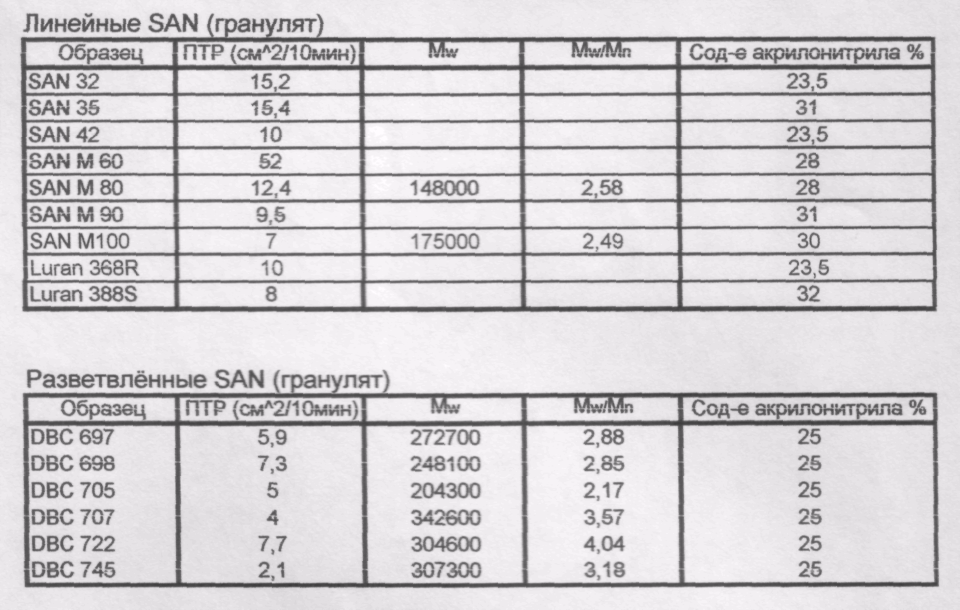 Линейные SAN (гранулят)
Образец ПТР (см^2/10мин) Mw Mw/Mn Сод-е акрилонитрила %
SAN 32 15,2 23,5
SAN 35 15,4 31
SAN 42 10 23,5
SAN M 60 52 28
SAN M 80 12,4 148000 2,58 28
SAN M 90 9,5 31
SAN M100 7 175000 2,49 30
Luran 368R 10 23,5
Luran 388S 8 32
Разветвлённые SAN (гранулят)
Образец ПТР (см^2/10мин) Mw Mw/Mn Сод-е акрилонитрила %
DBC 697 5,9 272700 2,88 25
DBC 698 7,3 248100 2,85 25
DBC 705 5 204300 2,17 25
DBC 707 4 342600 3,57 25
DBC 722 7,7 304600 4,04 25
DBC 745 2,1 307300 3,18 25